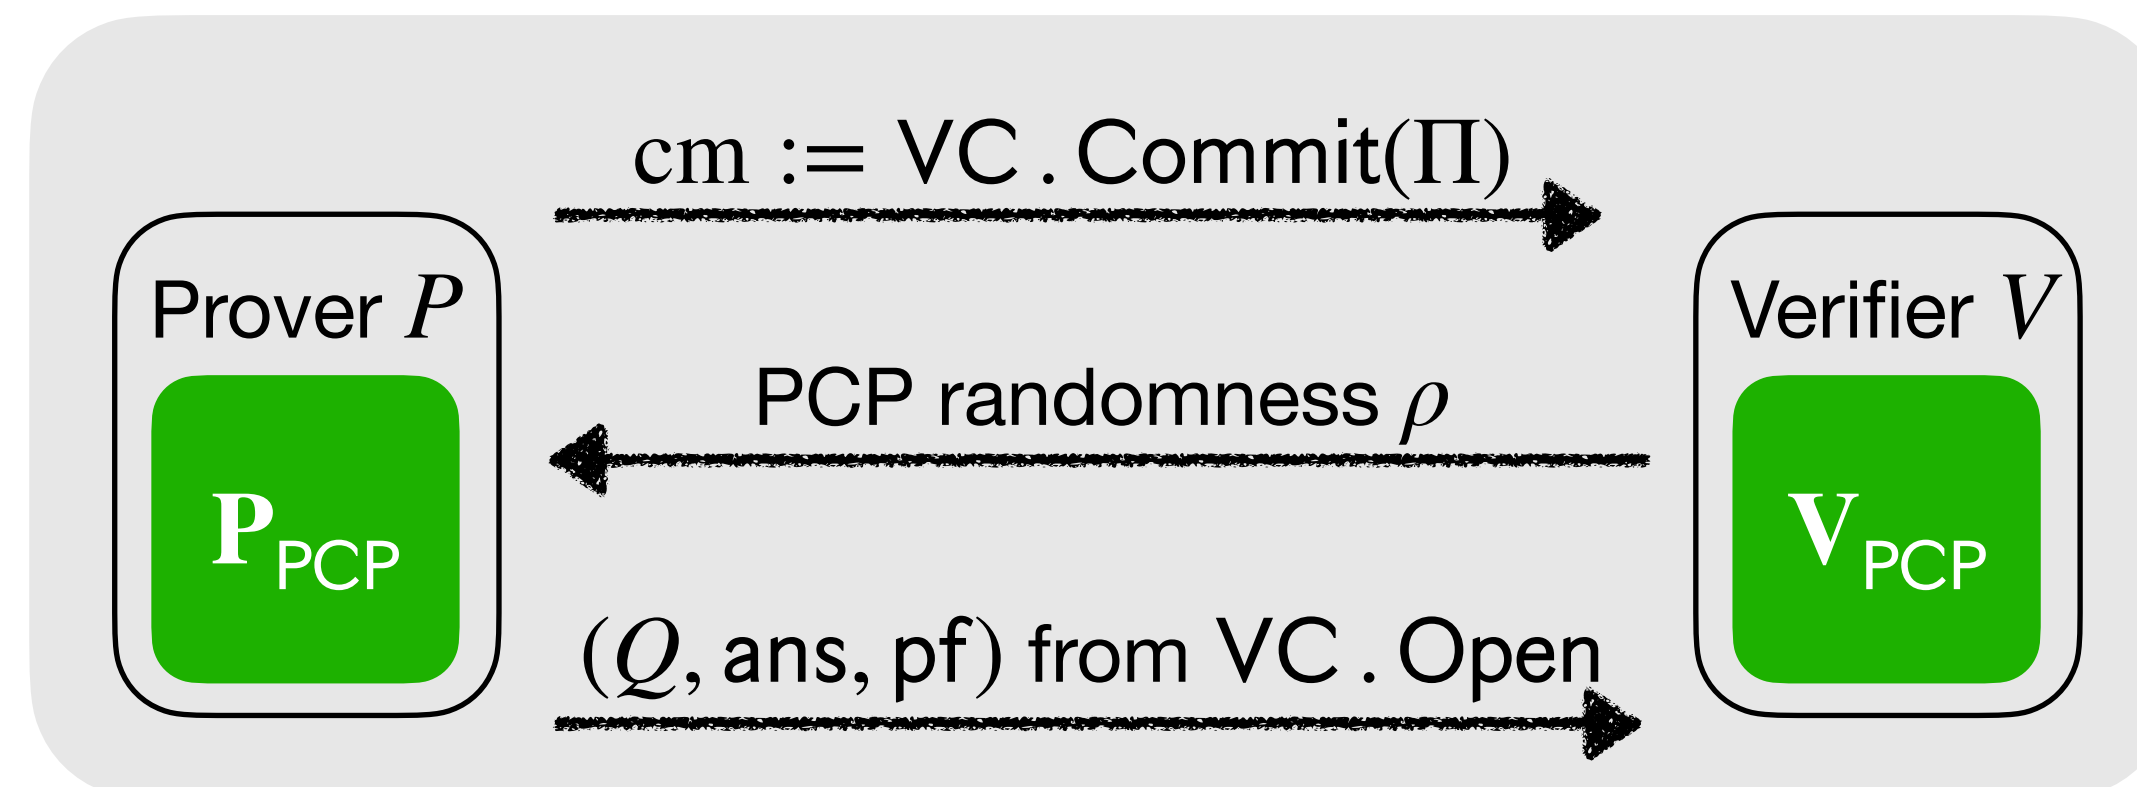 cm := VC . Commit(Π)
Prover P
Verifier V
PCP randomness ρ
P_PCP
V_PCP
(Q, ans, pf) from VC . Open